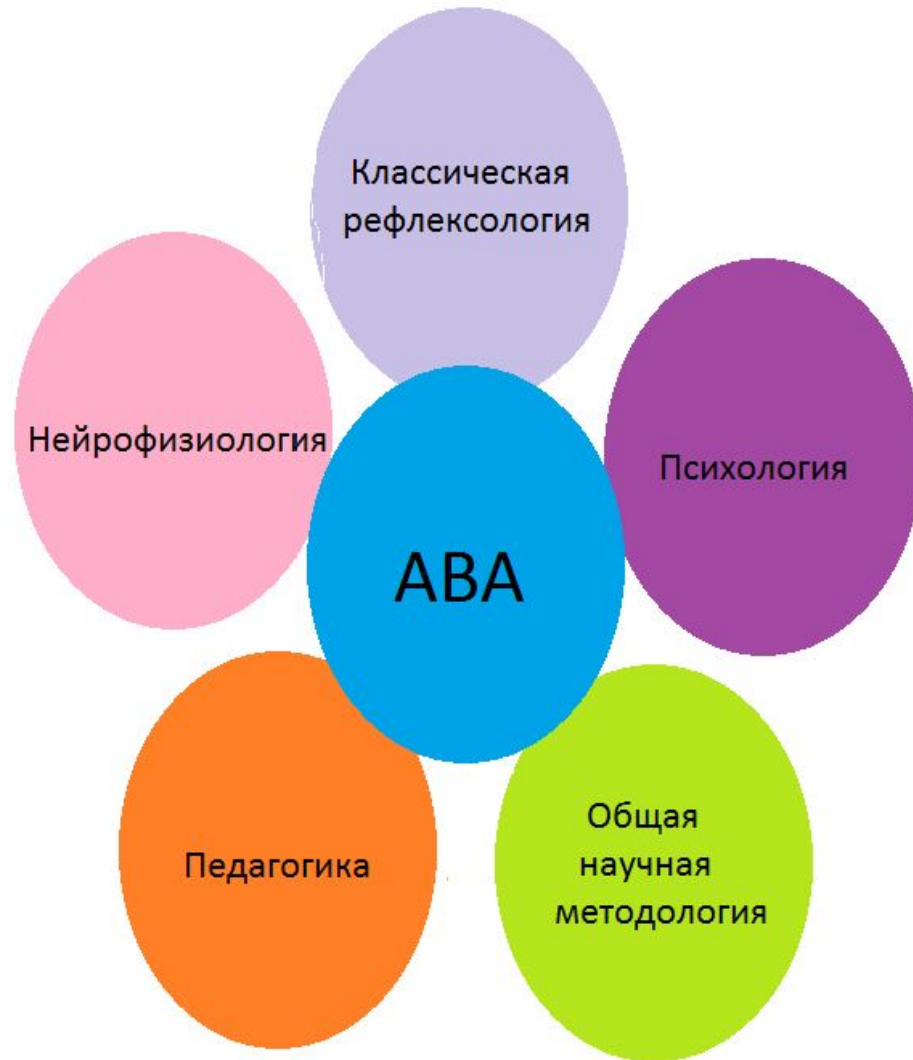 Классическая
рефлексология
Нейрофизиология
Психология
АВА
Педагогика
Общая
научная
методология